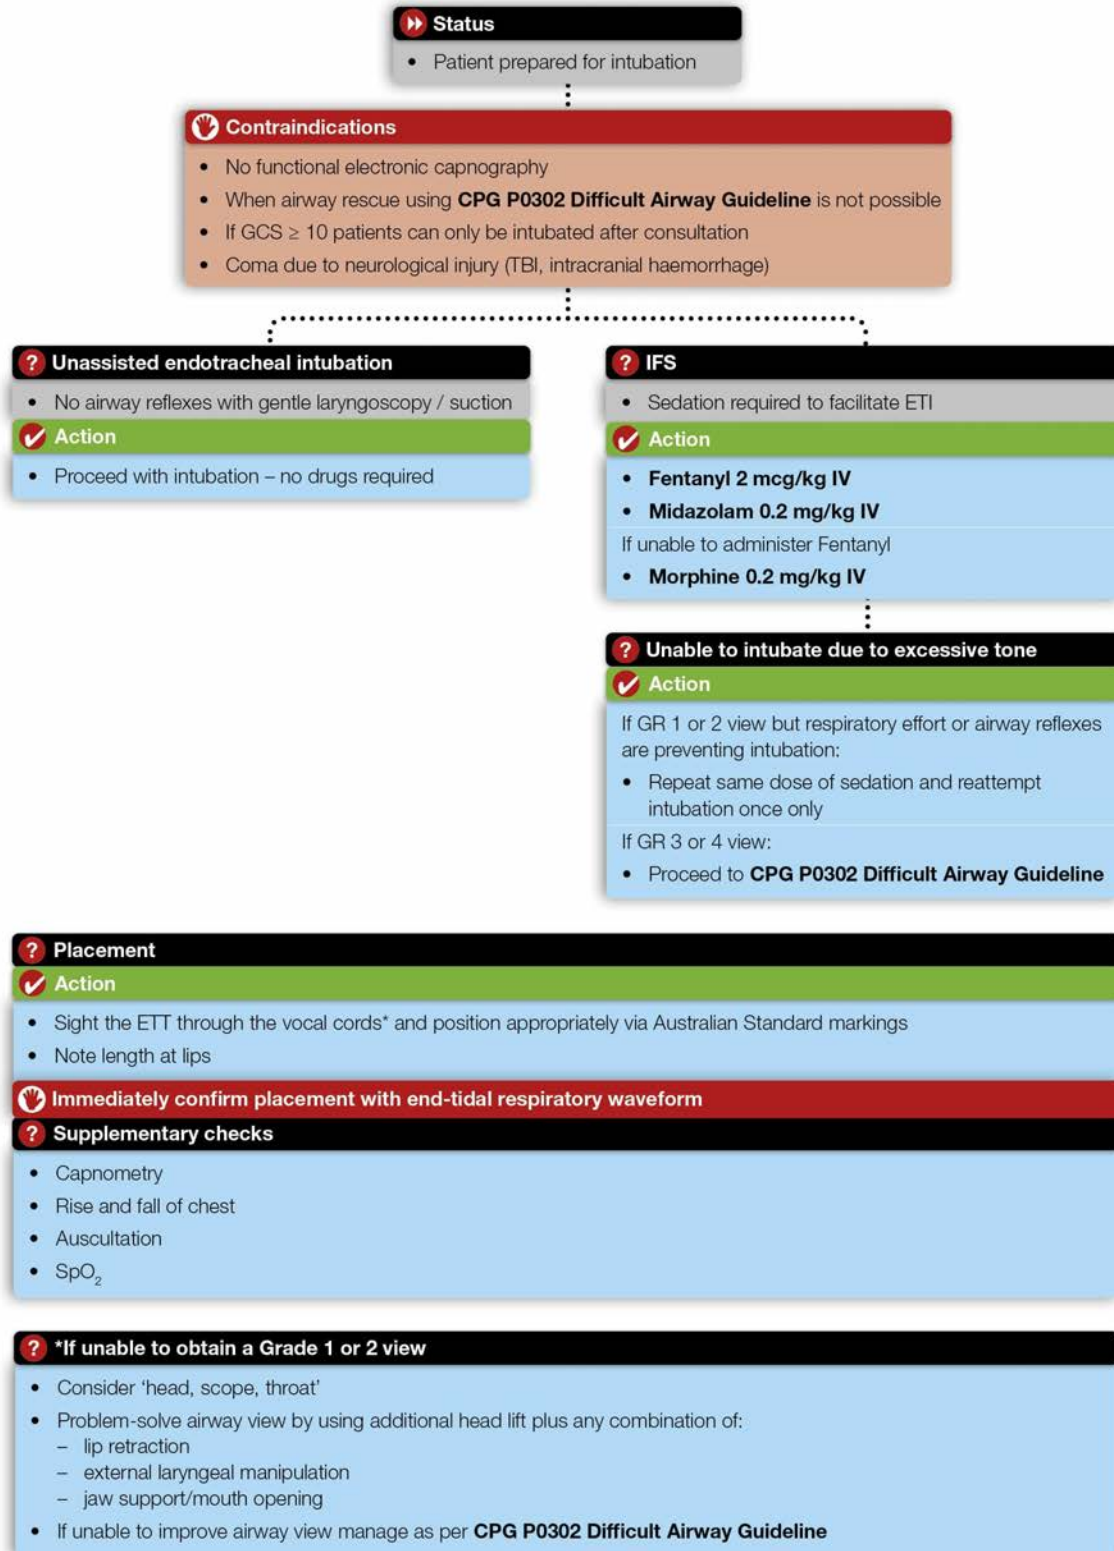 Status
• Patient prepared for intubation
Contraindications
• No functional electronic capnography
• When airway rescue using CPG P0302 Difficult Airway Guideline is not possible
• If GCS ≥ 10 patients can only be intubated after consultation
• Coma due to neurological injury (TBI, intracranial haemorrhage)
? Unassisted endotracheal intubation
• No airway reflexes with gentle laryngoscopy / suction
Action
• Proceed with intubation – no drugs required
? IFS
• Sedation required to facilitate ETI
Action
• Fentanyl 2 mcg/kg IV
• Midazolam 0.2 mg/kg IV
If unable to administer Fentanyl
• Morphine 0.2 mg/kg IV
? Unable to intubate due to excessive tone
Action
If GR 1 or 2 view but respiratory effort or airway reflexes
are preventing intubation:
• Repeat same dose of sedation and reattempt
intubation once only
If GR 3 or 4 view:
• Proceed to CPG P0302 Difficult Airway Guideline
? Placement
Action
• Sight the ETT through the vocal cords* and position appropriately via Australian Standard markings
• Note length at lips
Immediately confirm placement with end-tidal respiratory waveform
? Supplementary checks
• Capnometry
• Rise and fall of chest
• Auscultation
• SpO₂
? *If unable to obtain a Grade 1 or 2 view
• Consider ‘head, scope, throat’
• Problem-solve airway view by using additional head lift plus any combination of:
– lip retraction
– external laryngeal manipulation
– jaw support/mouth opening
• If unable to improve airway view manage as per CPG P0302 Difficult Airway Guideline